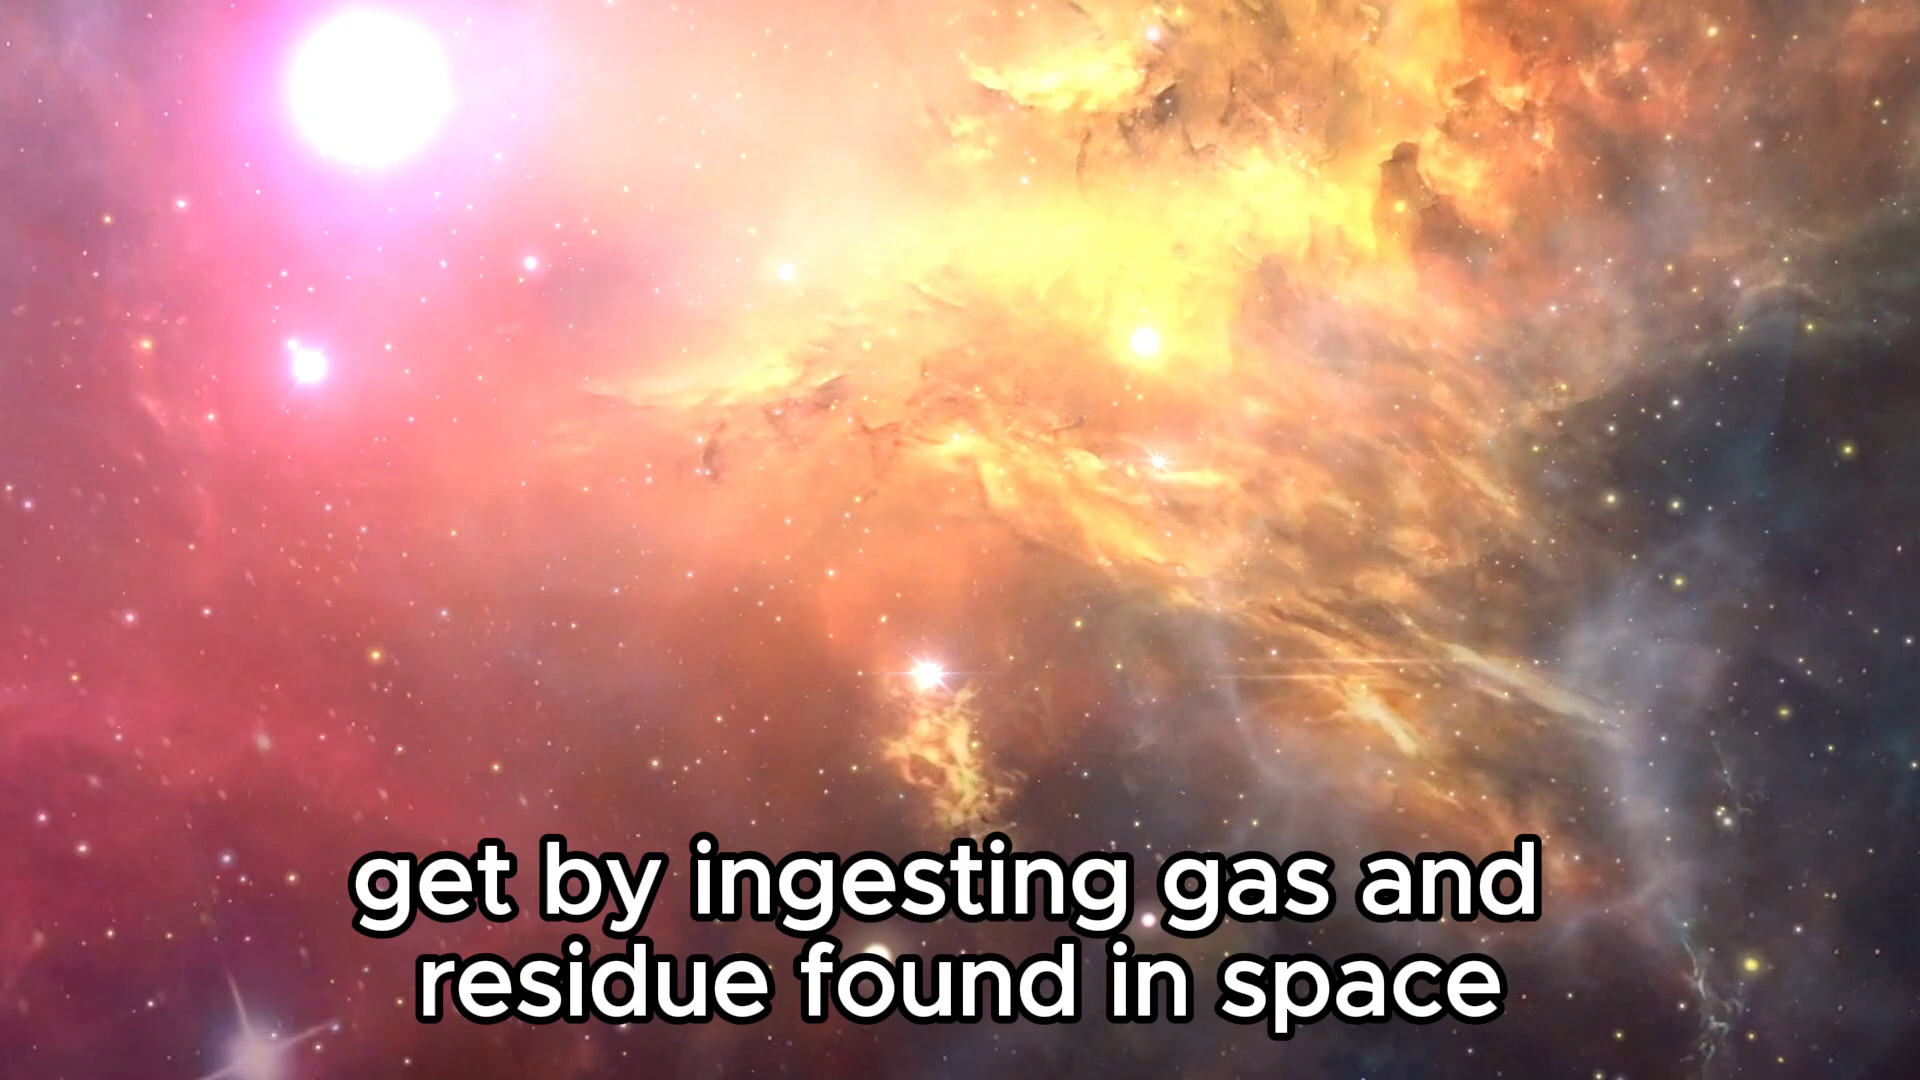 get by ingesting gas and
residue found in space